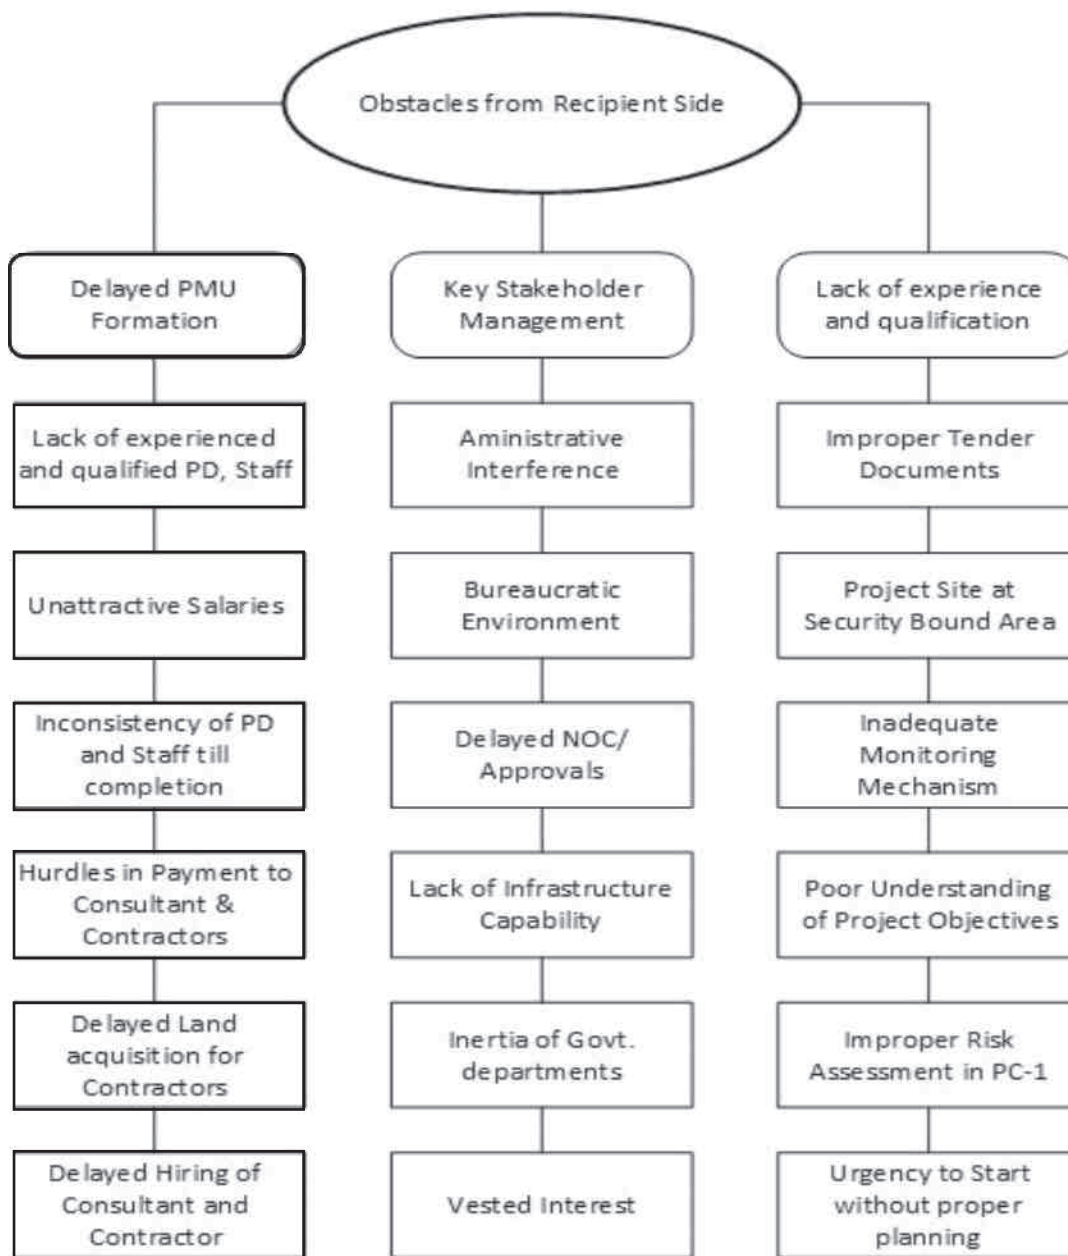 Obstacles from Recipient Side
Delayed PMU
Formation
Key Stakeholder
Management
Lack of experience
and qualification
Lack of experienced
and qualified PD, Staff
Aministrative
Interference
Improper Tender
Documents
Unattractive Salaries
Bureaucratic
Environment
Project Site at
Security Bound Area
Inconsistency of PD
and Staff till
completion
Delayed NOC/
Approvals
Inadequate
Monitoring
Mechanism
Hurdles in Payment to
Consultant &
Contractors
Lack of Infrastructure
Capability
Poor Understanding
of Project Objectives
Delayed Land
acquisition for
Contractors
Inertia of Govt.
departments
Improper Risk
Assessment in PC-1
Delayed Hiring of
Consultant and
Contractor
Vested Interest
Urgency to Start
without proper
planning